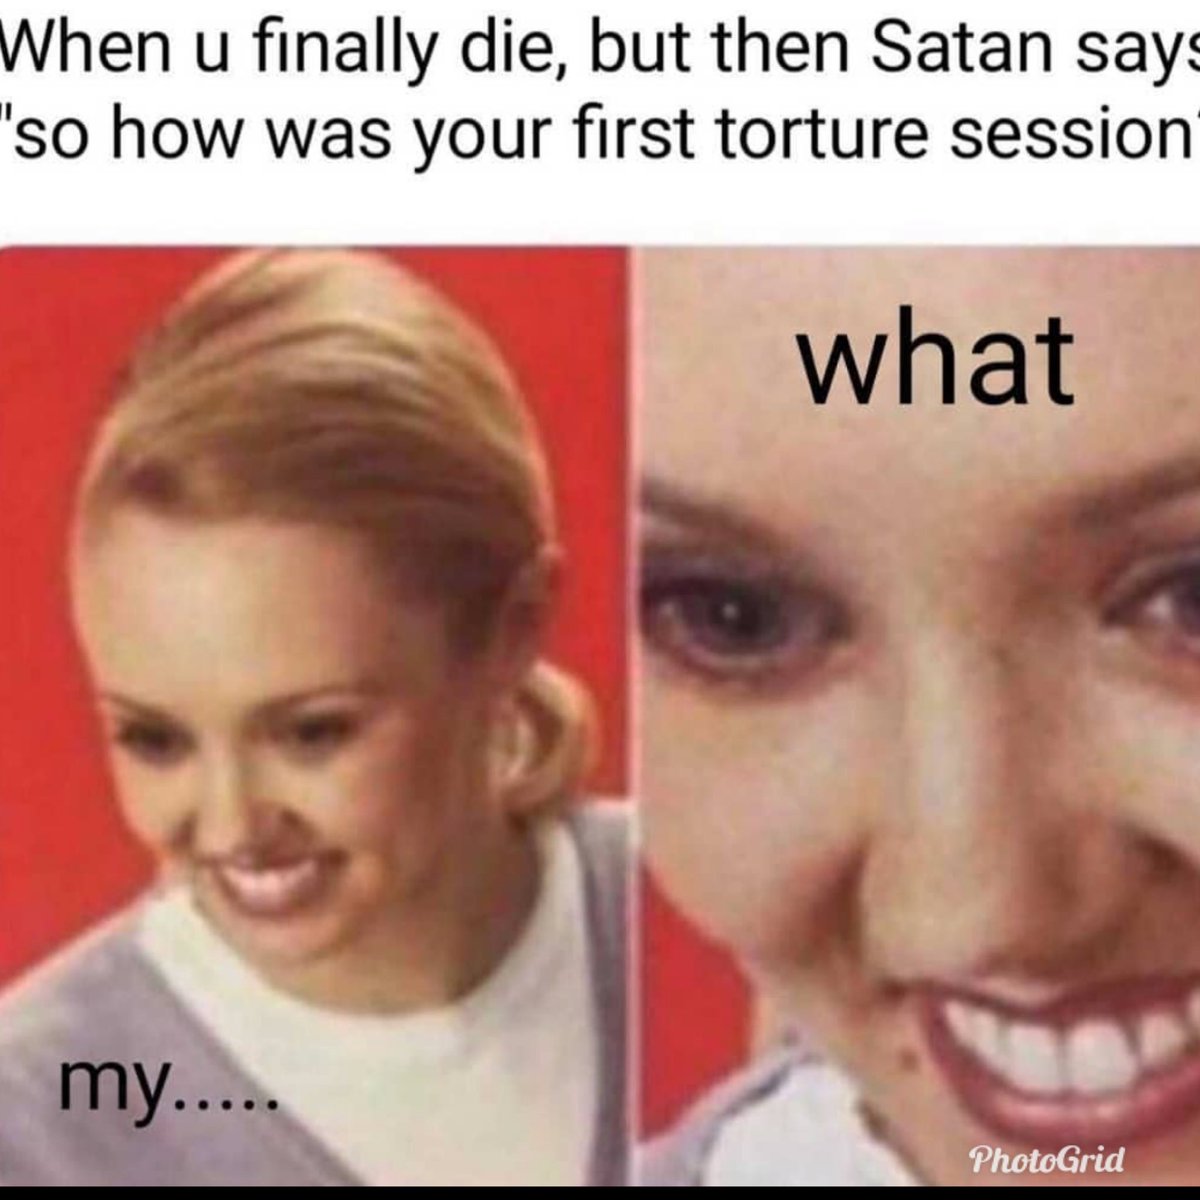 When u finally die, but then Satan says
"so how was your first torture session"
what
my.....
PhotoGrid